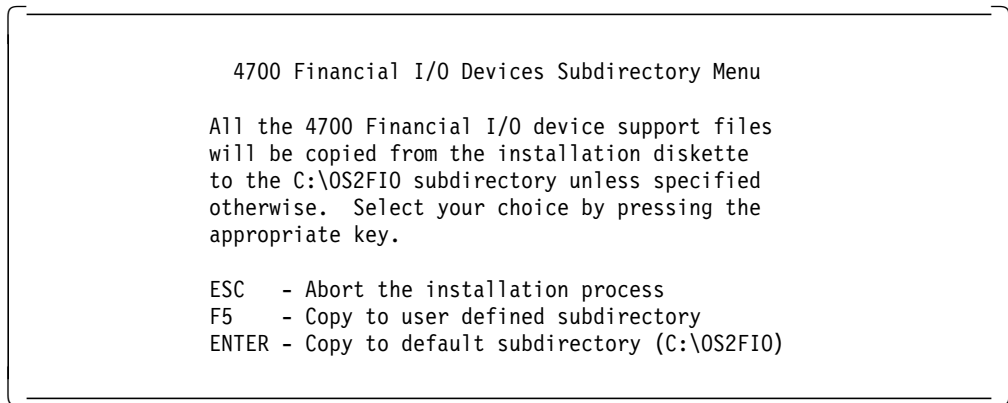 4700 Financial I/O Devices Subdirectory Menu
All the 4700 Financial I/O device support files
will be copied from the installation diskette
to the C:\OS2FIO subdirectory unless specified
otherwise.  Select your choice by pressing the
appropriate key.
ESC   - Abort the installation process
F5    - Copy to user defined subdirectory
ENTER - Copy to default subdirectory (C:\OS2FIO)